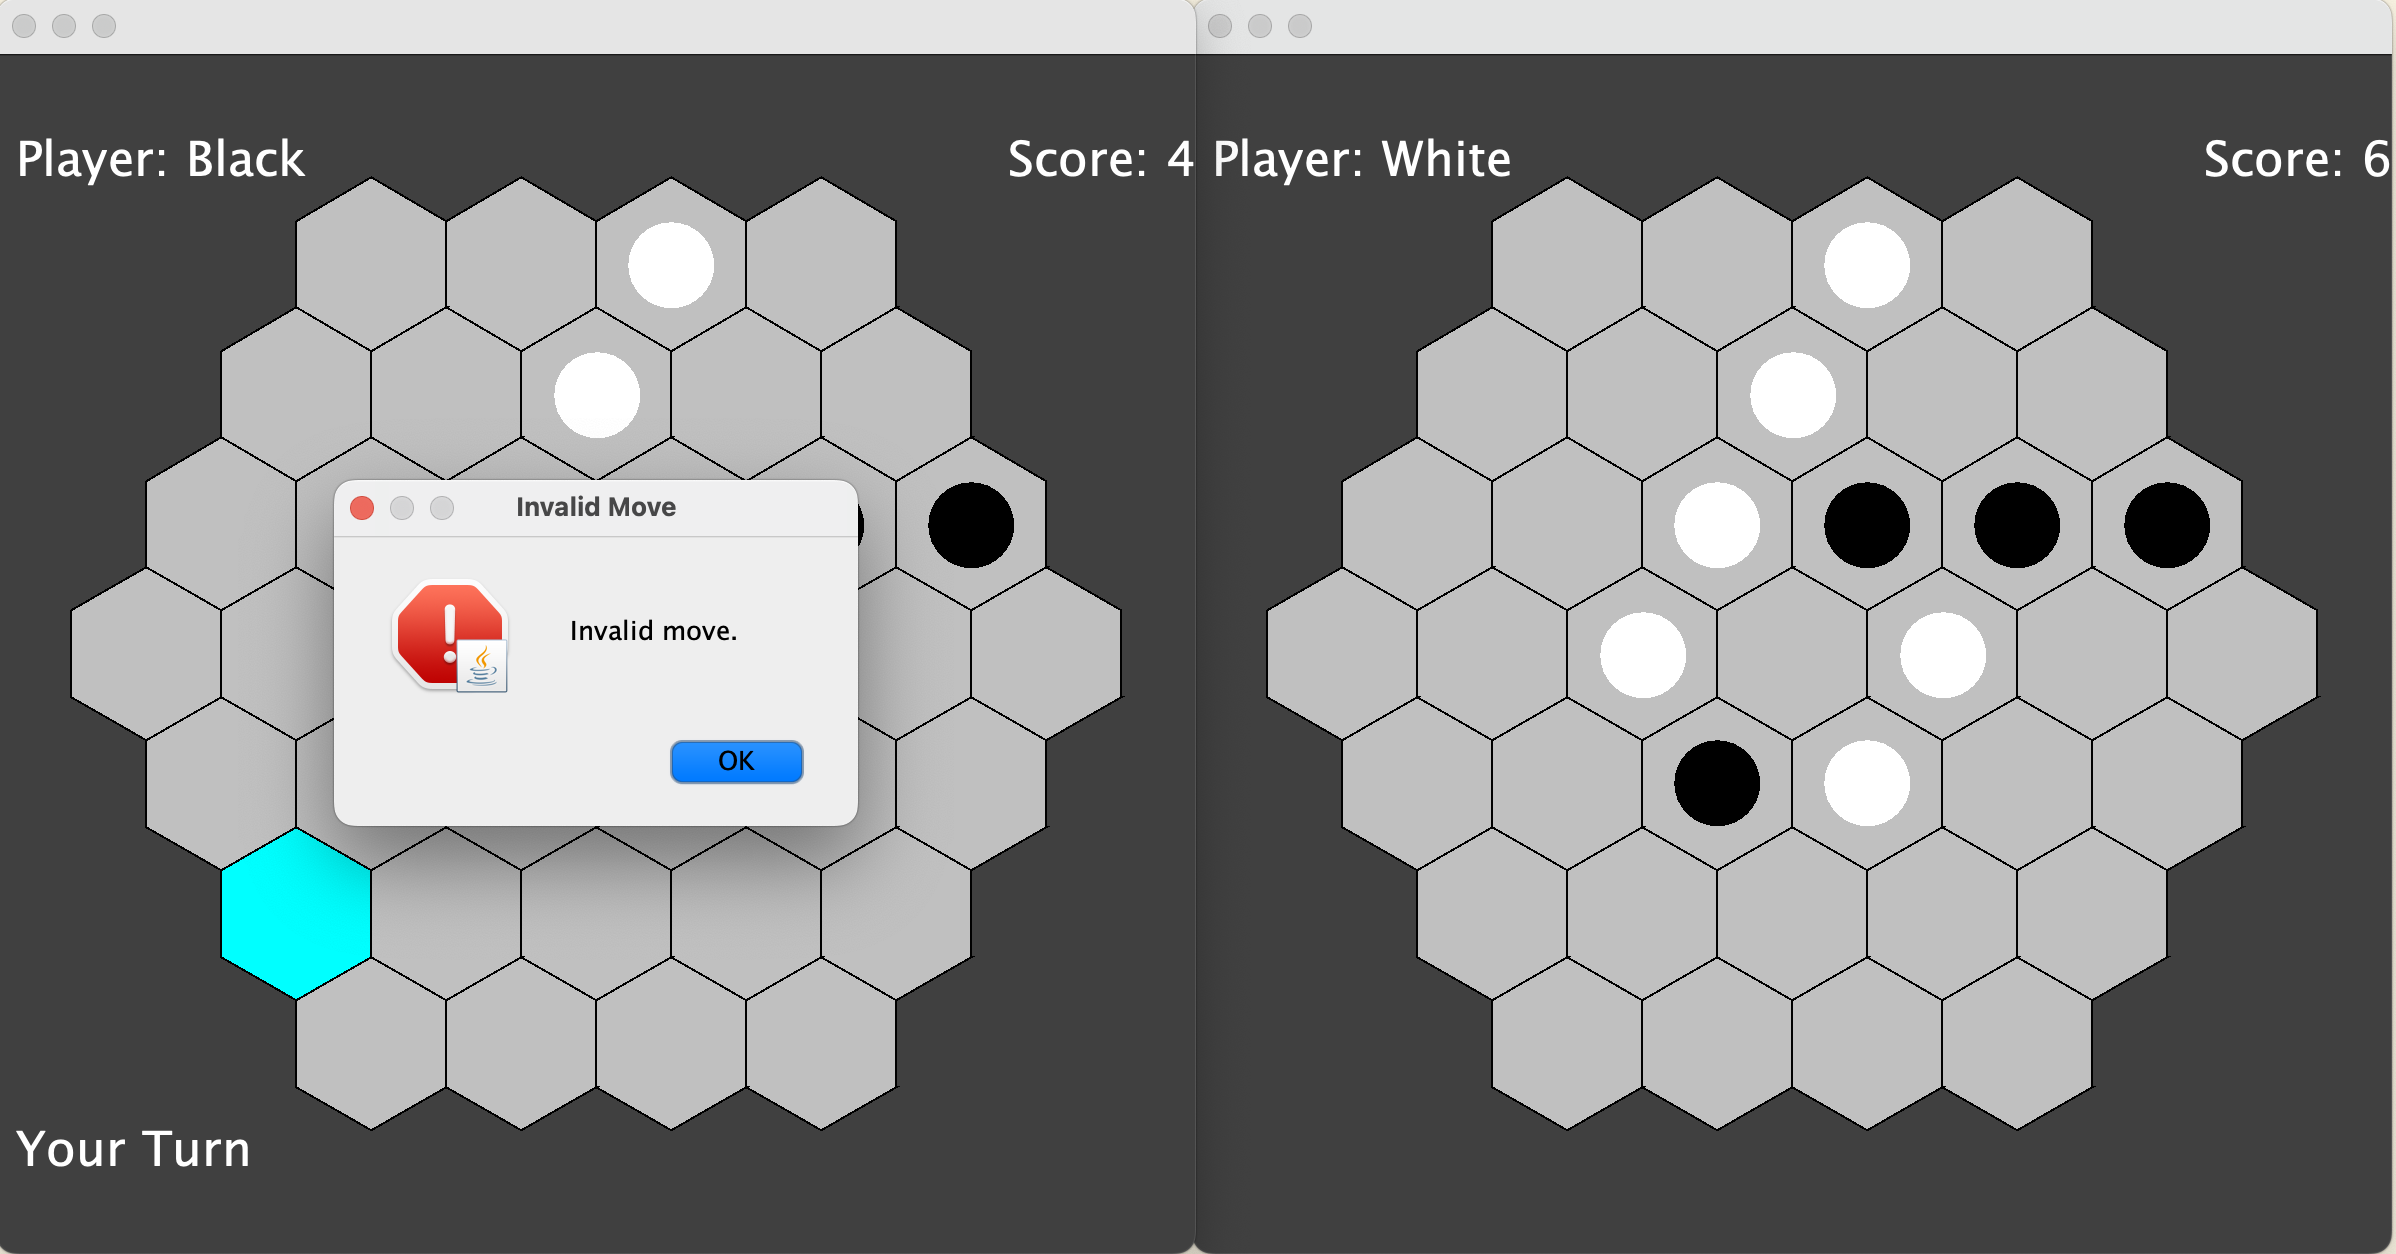 Player: Black
Score: 4
Player: White
Score: 6
Invalid Move
Invalid move.
OK
Your Turn